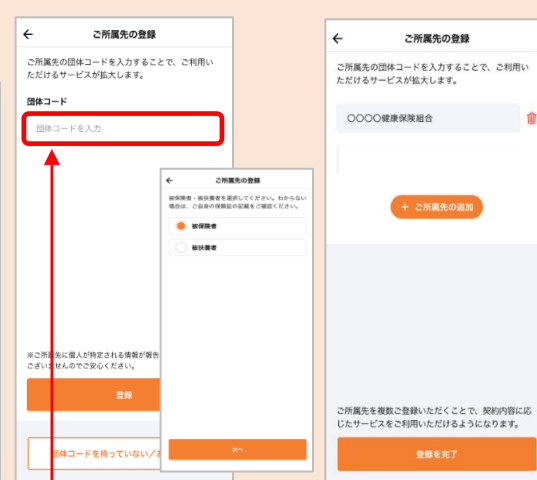 ← ご所属先の登録
ご所属先の団体コードを入力することで、ご利用い
ただけるサービスが拡大します。
団体コード
団体コードを入力
※ご所属先に個人が特定される情報が報告
ござい せんのでご安心ください。
登録
団体コードを持っていない／
← ご所属先の登録
被保険者・被扶養者を選択してください。わからない
場合は、ご自身の保険証の記載をご確認ください。
被保険者
被扶養者
次へ
← ご所属先の登録
ご所属先の団体コードを入力することで、ご利用い
ただけるサービスが拡大します。
〇〇〇〇健康保険組合
＋ ご所属先の追加
ご所属先を複数ご登録いただくことで、契約内容に応
じたサービスをご利用いただけるようになります。
登録を完了